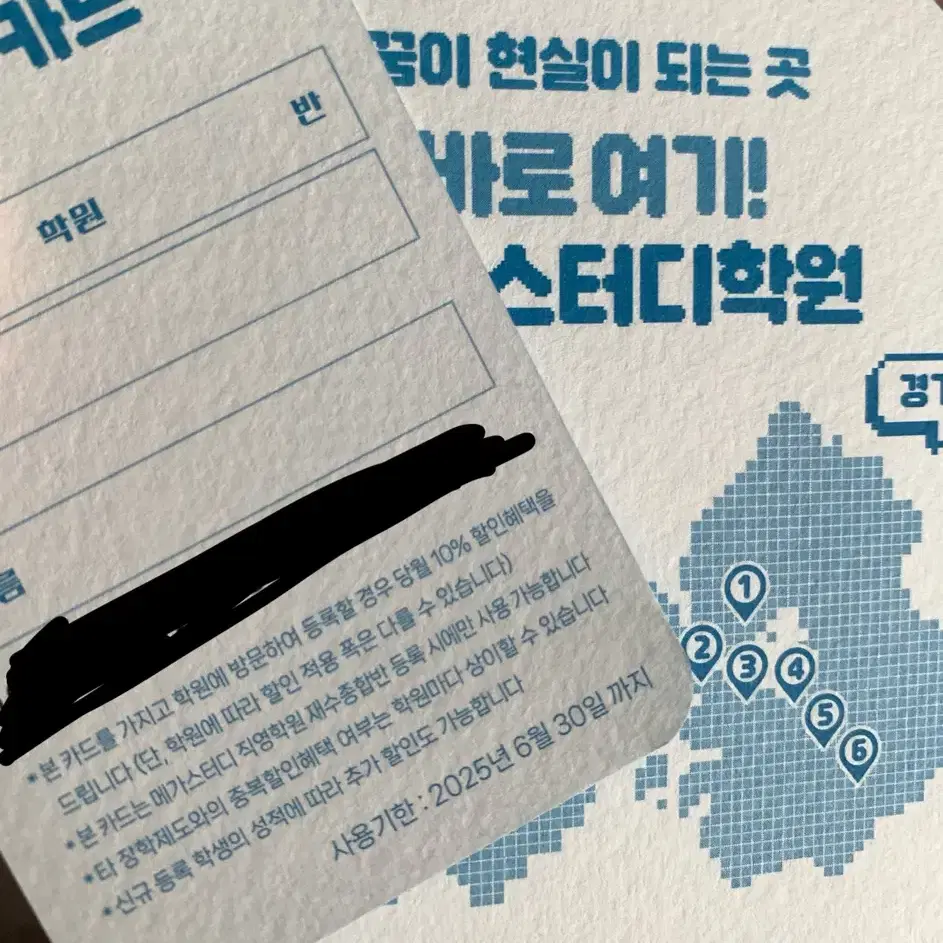 카드
반
학원
름
*본 카드를 가지고 학원에 방문하여 등록할 경우 당월 10% 할인혜택을
드립니다 (단, 학원에 따라 할인 적용 폭은 다를 수 있습니다)
*본 카드는 메가스터디 직영학원 재수종합반 등록 시에만 사용 가능합니다
*타 장학제도와의 중복할인혜택 여부는 학원마다 상이할 수 있습니다
*신규 등록 학생의 성적에 따라 추가 할인도 가능합니다
사용기한 : 2025년 6월 30일 까지
꿈이 현실이 되는 곳
바로 여기!
스터디학원
경기
1
2
3
4
5
6